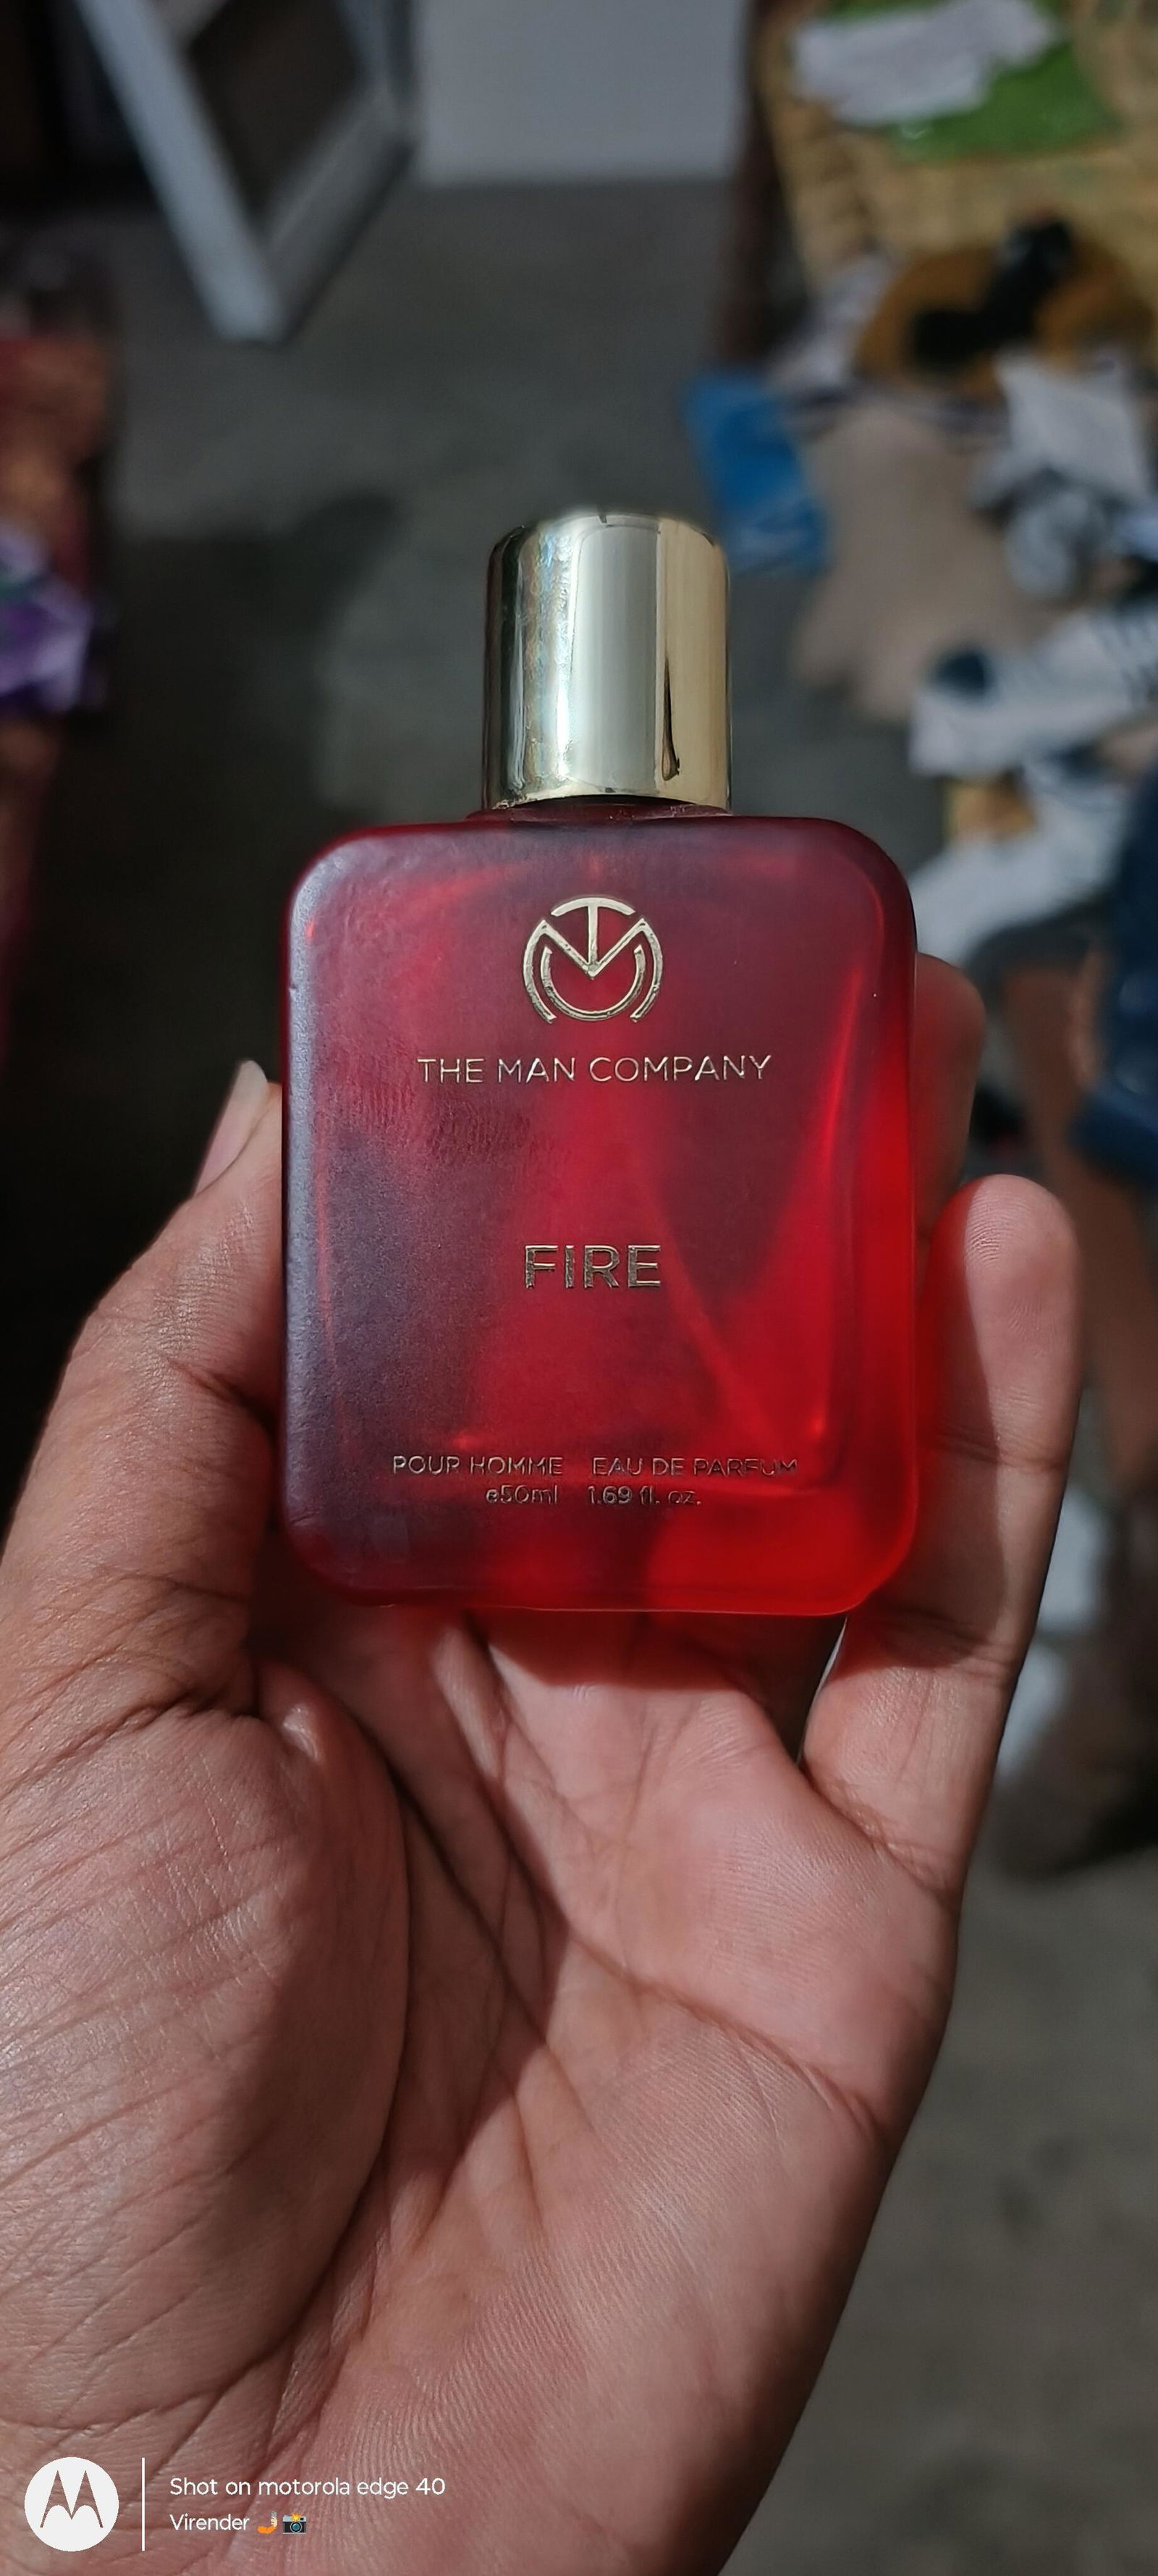 THE MAN COMPANY
FIRE
POUR HOMME EAU DE PARFUM
e50ml 1.69 fl. oz.
Shot on motorola edge 40
Virender 🤳📸